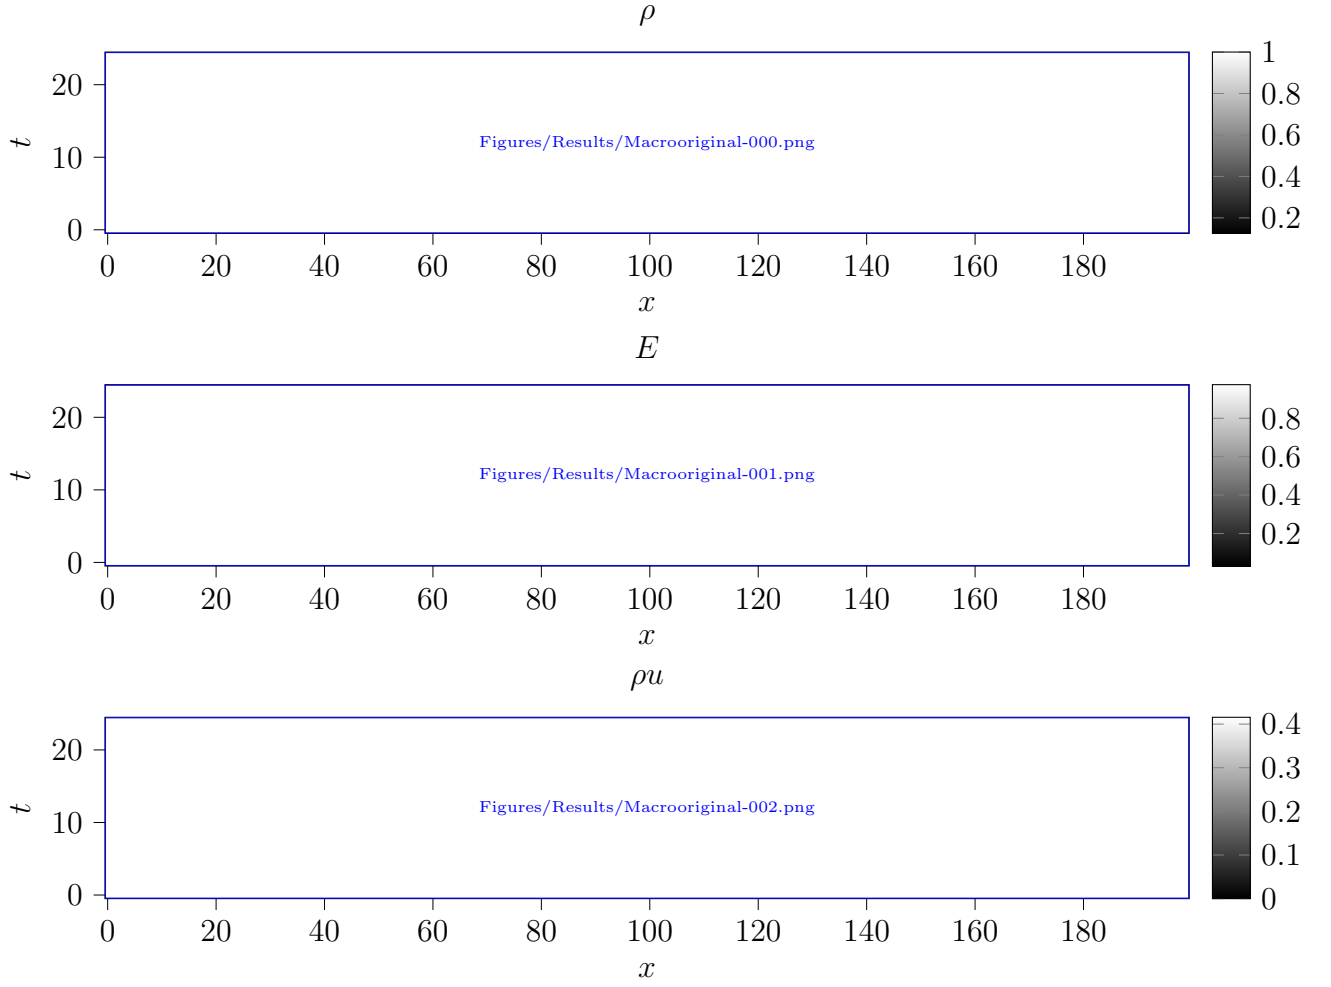 ρ
20
10
0
t
Figures/Results/Macrooriginal-000.png
1
0.8
0.6
0.4
0.2
0 20 40 60 80 100 120 140 160 180
x
E
20
10
0
t
Figures/Results/Macrooriginal-001.png
0.8
0.6
0.4
0.2
0 20 40 60 80 100 120 140 160 180
x
ρu
20
10
0
t
Figures/Results/Macrooriginal-002.png
0.4
0.3
0.2
0.1
0
0 20 40 60 80 100 120 140 160 180
x